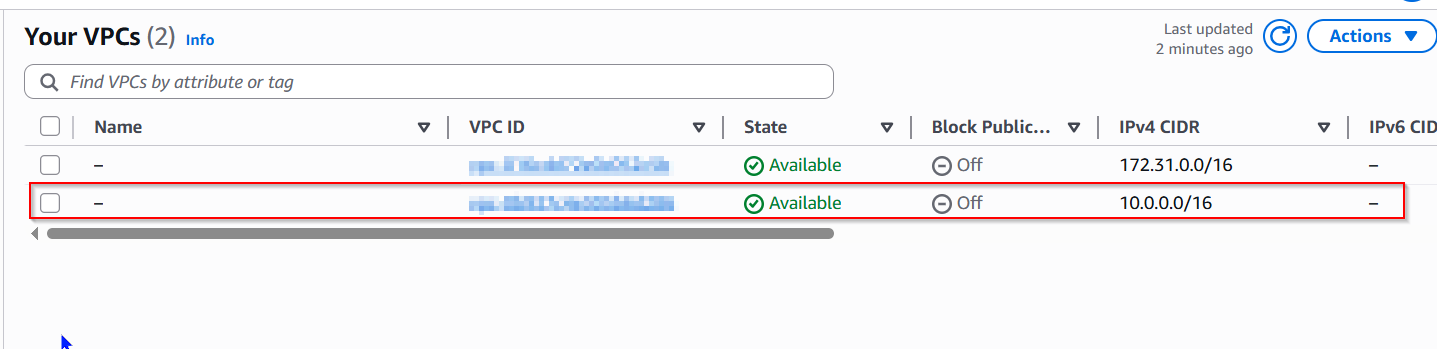 Your VPCs (2) Info
Last updated
2 minutes ago
Actions
Find VPCs by attribute or tag
Name VPC ID State Block Public... IPv4 CIDR IPv6 CID
– Available Off 172.31.0.0/16 –
– Available Off 10.0.0.0/16 –